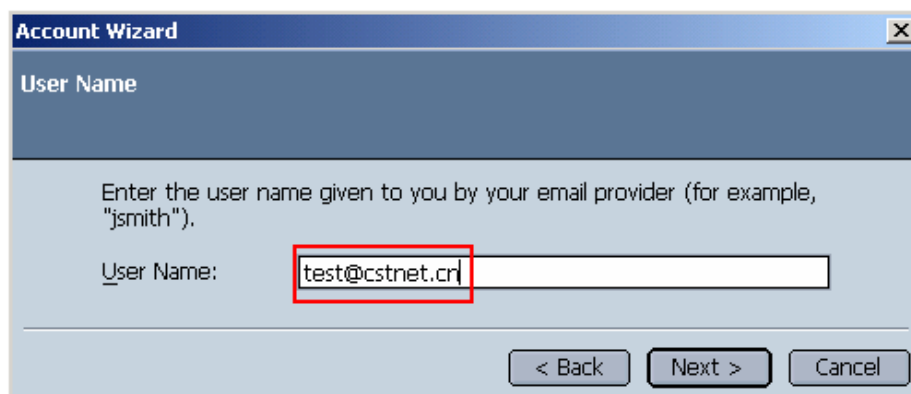 Account Wizard
User Name
Enter the user name given to you by your email provider (for example,
"jsmith").
User Name: test@cstnet.cn
< Back Next > Cancel